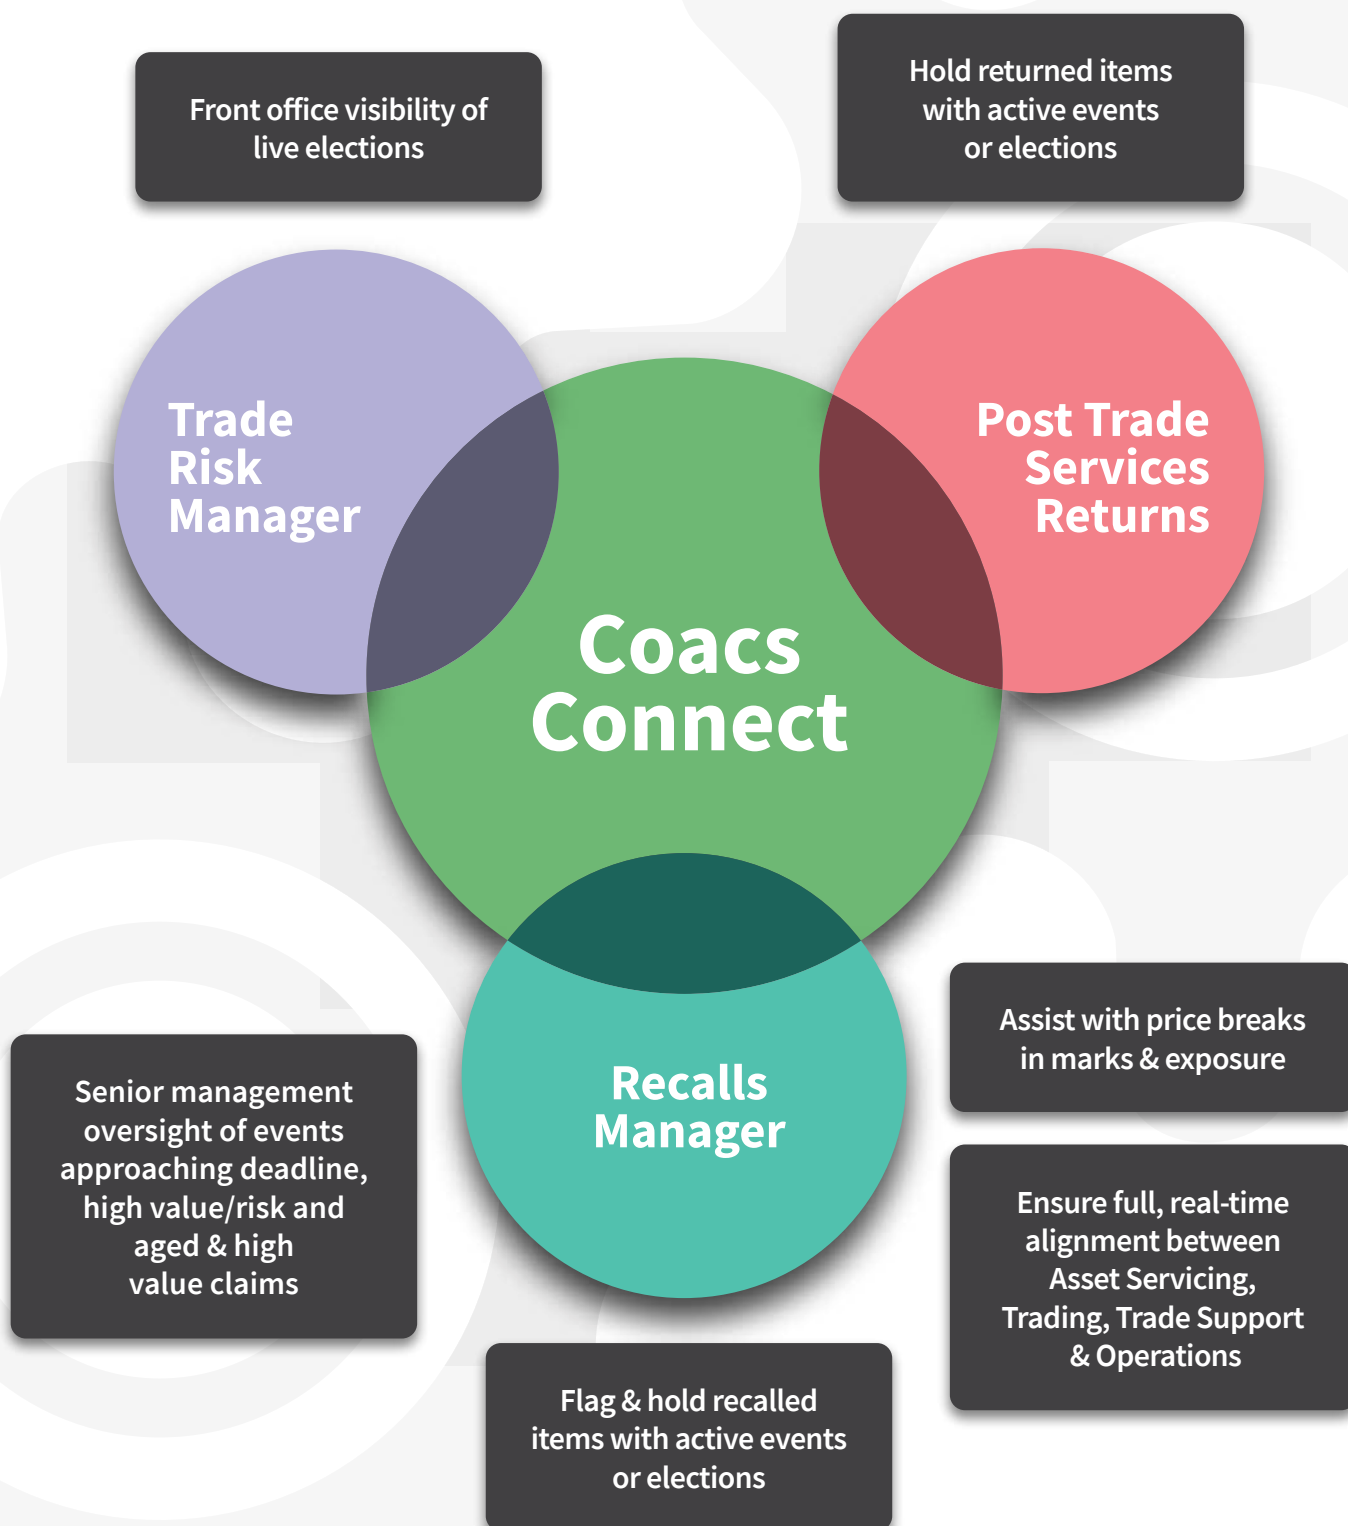 Front office visibility of
live elections
Hold returned items
with active events
or elections
Trade
Risk
Manager
Post Trade
Services
Returns
Coacs
Connect
Recalls
Manager
Senior management
oversight of events
approaching deadline,
high value/risk and
aged & high
value claims
Assist with price breaks
in marks & exposure
Ensure full, real-time
alignment between
Asset Servicing,
Trading, Trade Support
& Operations
Flag & hold recalled
items with active events
or elections